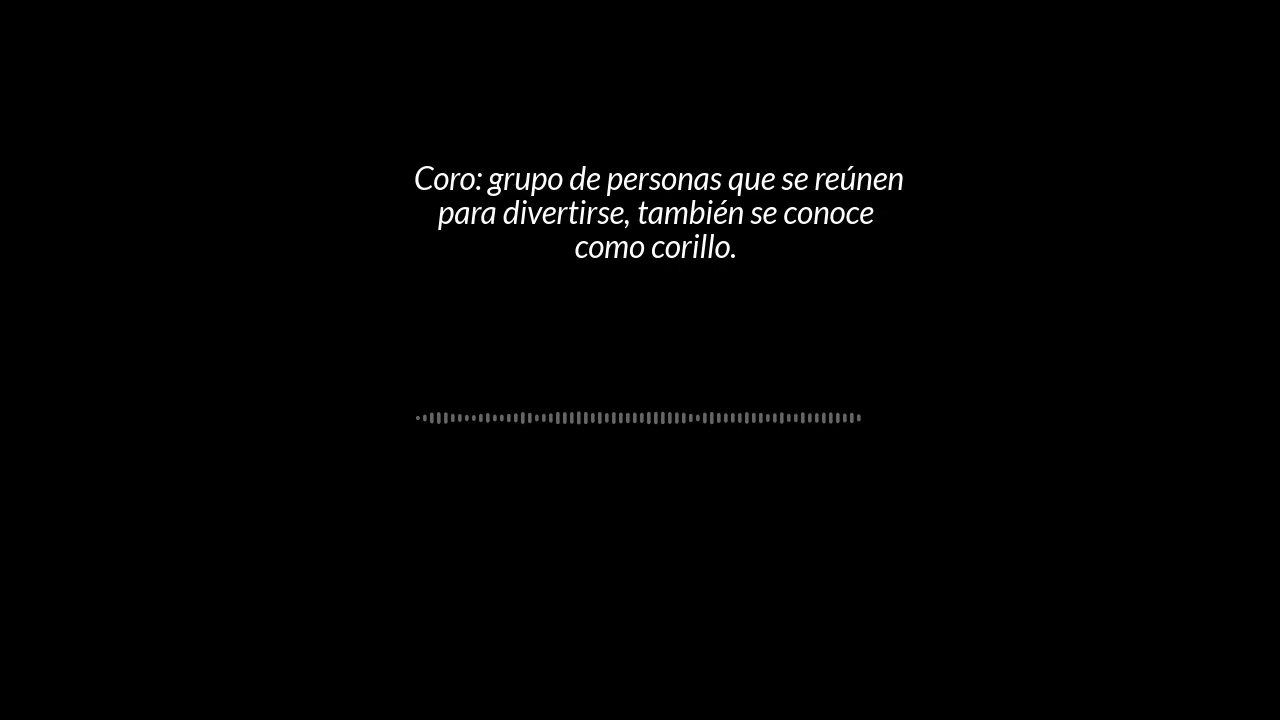 Coro: grupo de personas que se reúnen
para divertirse, también se conoce
como corillo.